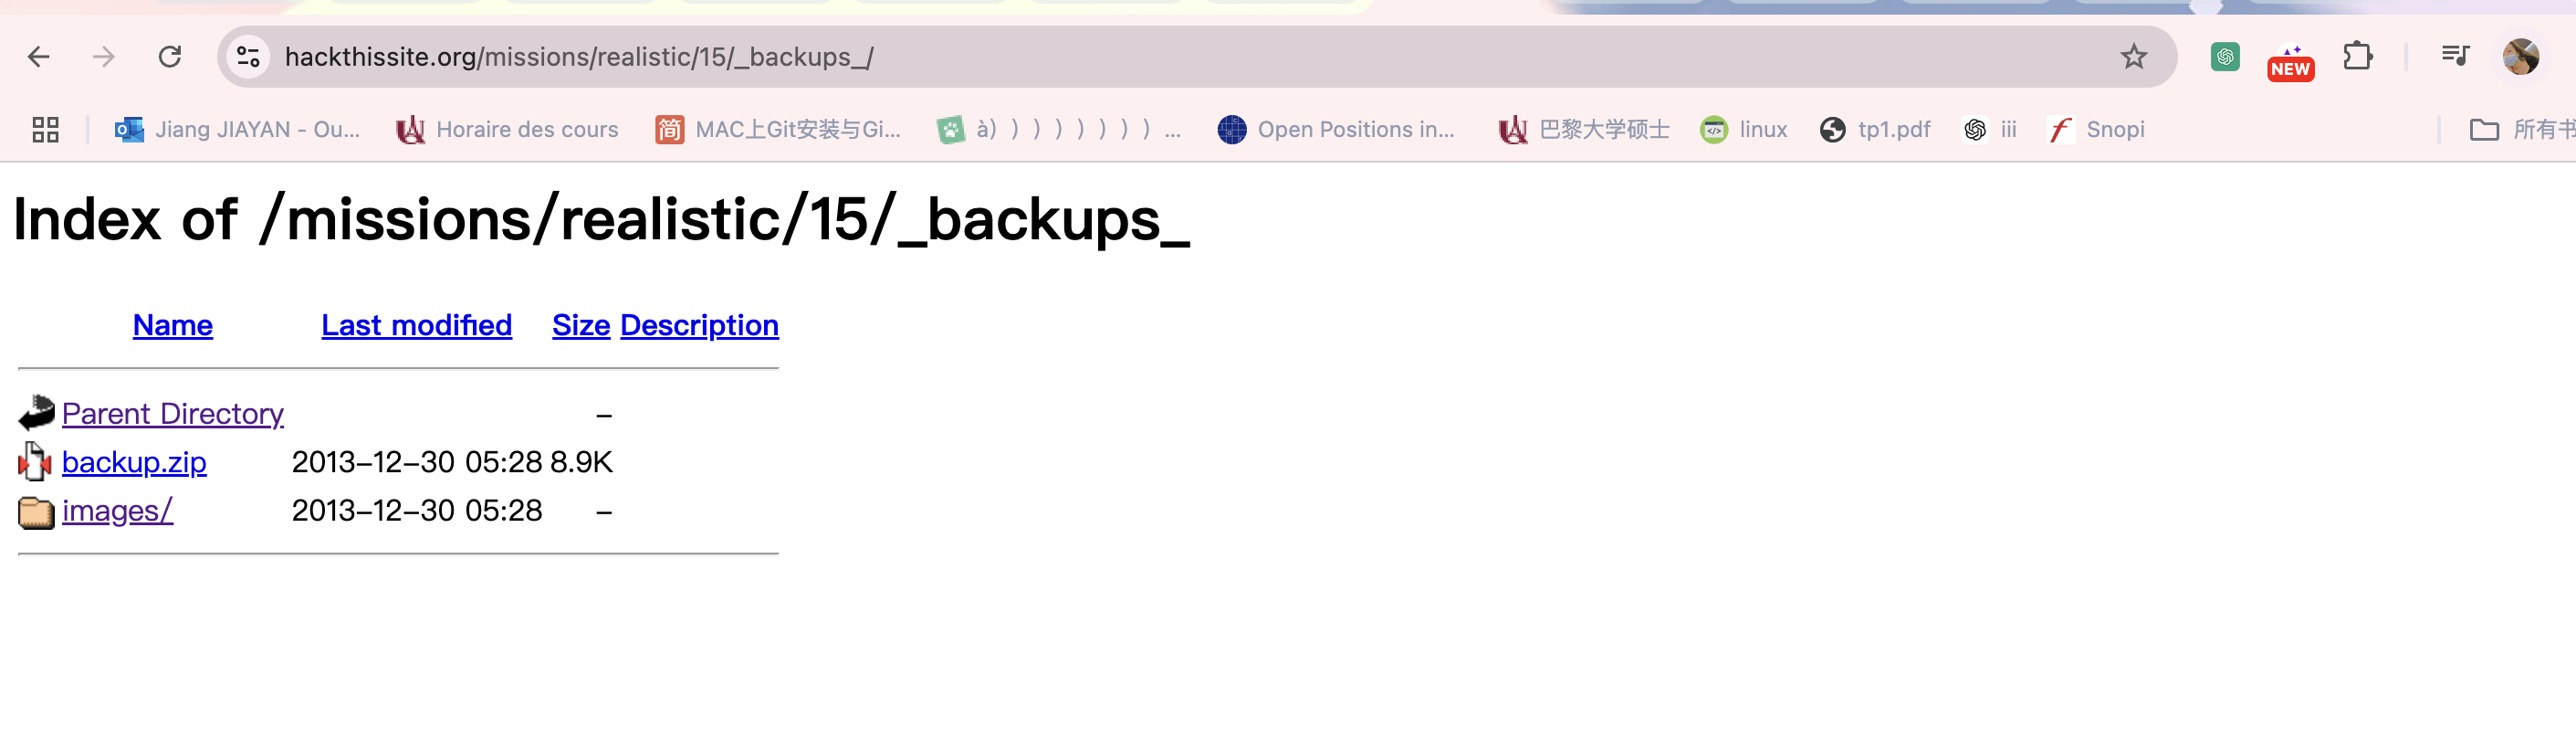 hackthissite.org/missions/realistic/15/_backups_/
NEW
Jiang JIAYAN - Ou...
Horaire des cours
简 MAC上Git安装与Gi...
à) ) ) ) ) ) ) ) ...
Open Positions in...
巴黎大学硕士
linux
tp1.pdf
iii
Snopi
所有书
Index of /missions/realistic/15/_backups_
Name Last modified Size Description
Parent Directory –
backup.zip 2013-12-30 05:28 8.9K
images/ 2013-12-30 05:28 –